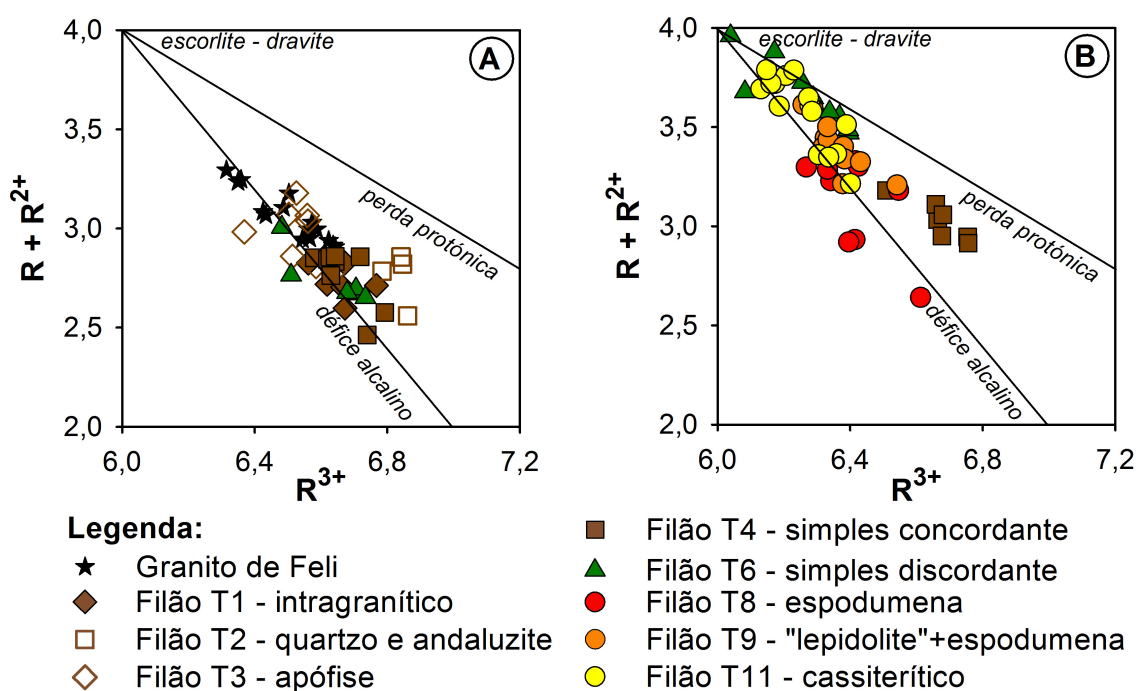 4,0
3,5
3,0
2,5
2,0
R + R2+
6,0
6,4
6,8
7,2
R3+
escorlite - dravite
A
perda protónica
défice alcalino
4,0
3,5
3,0
2,5
2,0
R + R2+
6,0
6,4
6,8
7,2
R3+
escorlite - dravite
B
perda protónica
défice alcalino
Legenda:
Granito de Feli
Filão T1 - intragranítico
Filão T2 - quartzo e andaluzite
Filão T3 - apófise
Filão T4 - simples concordante
Filão T6 - simples discordante
Filão T8 - espodumena
Filão T9 - "lepidolite"+espodumena
Filão T11 - cassiterítico